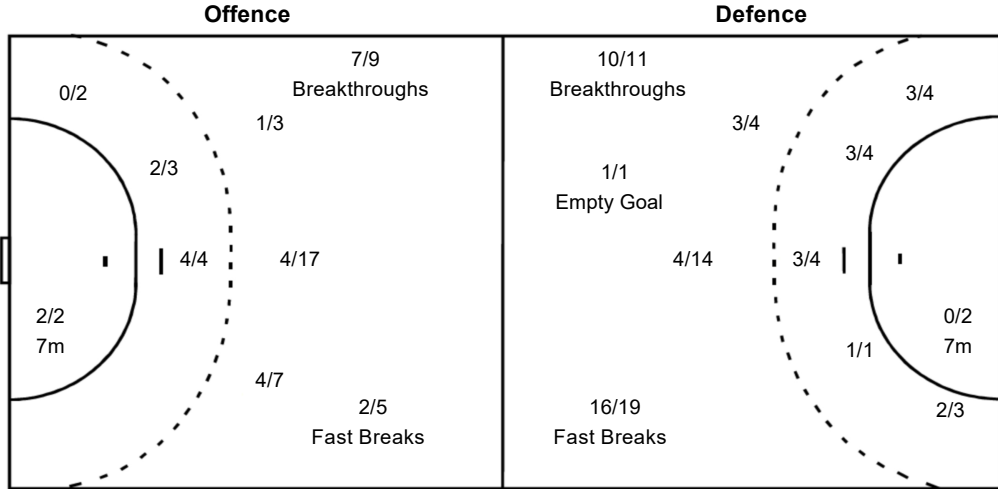 Offence
Defence
7/9
Breakthroughs
10/11
Breakthroughs
0/2
3/4
1/3
3/4
2/3
3/4
1/1
Empty Goal
4/4
4/17
4/14
3/4
2/2
7m
0/2
7m
1/1
4/7
2/5
Fast Breaks
16/19
Fast Breaks
2/3